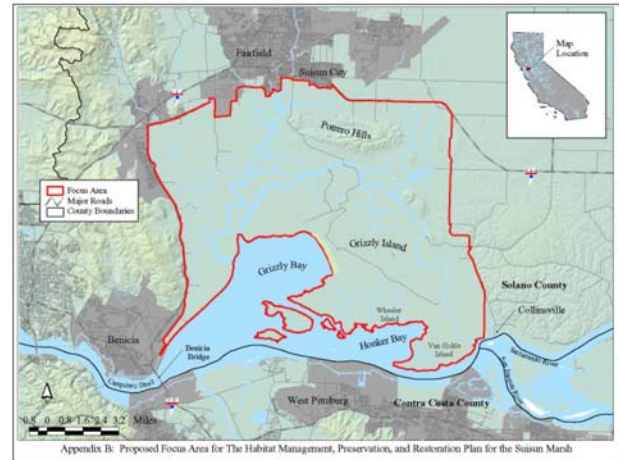 Fairfield
Suisun City
Map
Location
Potrero Hills
Focus Area
Major Roads
County Boundaries
Grizzly Island
Grizzly Bay
Solano County
Collinsville
Wheeler
Island
Benicia
Honker Bay
Van Sickle
Island
Benicia
Bridge
Sacramento River
Carquinez Strait
San Joaquin River
West Pittsburg
Contra Costa County
0.8 0 0.8 1.6 2.4 3.2 Miles
Appendix B: Proposed Focus Area for The Habitat Management, Preservation, and Restoration Plan for the Suisun Marsh